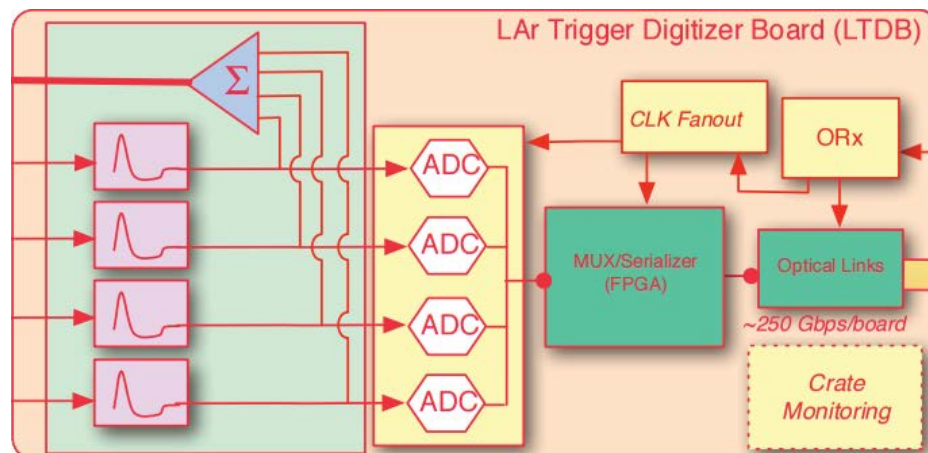 LAr Trigger Digitizer Board (LTDB)
Σ
CLK Fanout
ORx
ADC
ADC
ADC
ADC
MUX/Serializer
(FPGA)
Optical Links
~250 Gbps/board
Crate
Monitoring